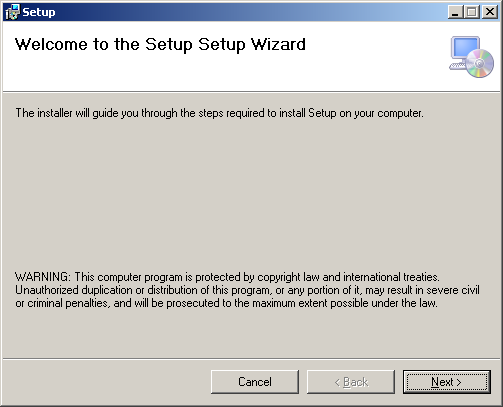 Setup
Welcome to the Setup Setup Wizard
The installer will guide you through the steps required to install Setup on your computer.
WARNING: This computer program is protected by copyright law and international treaties.
Unauthorized duplication or distribution of this program, or any portion of it, may result in severe civil
or criminal penalties, and will be prosecuted to the maximum extent possible under the law.
Cancel
< Back
Next >